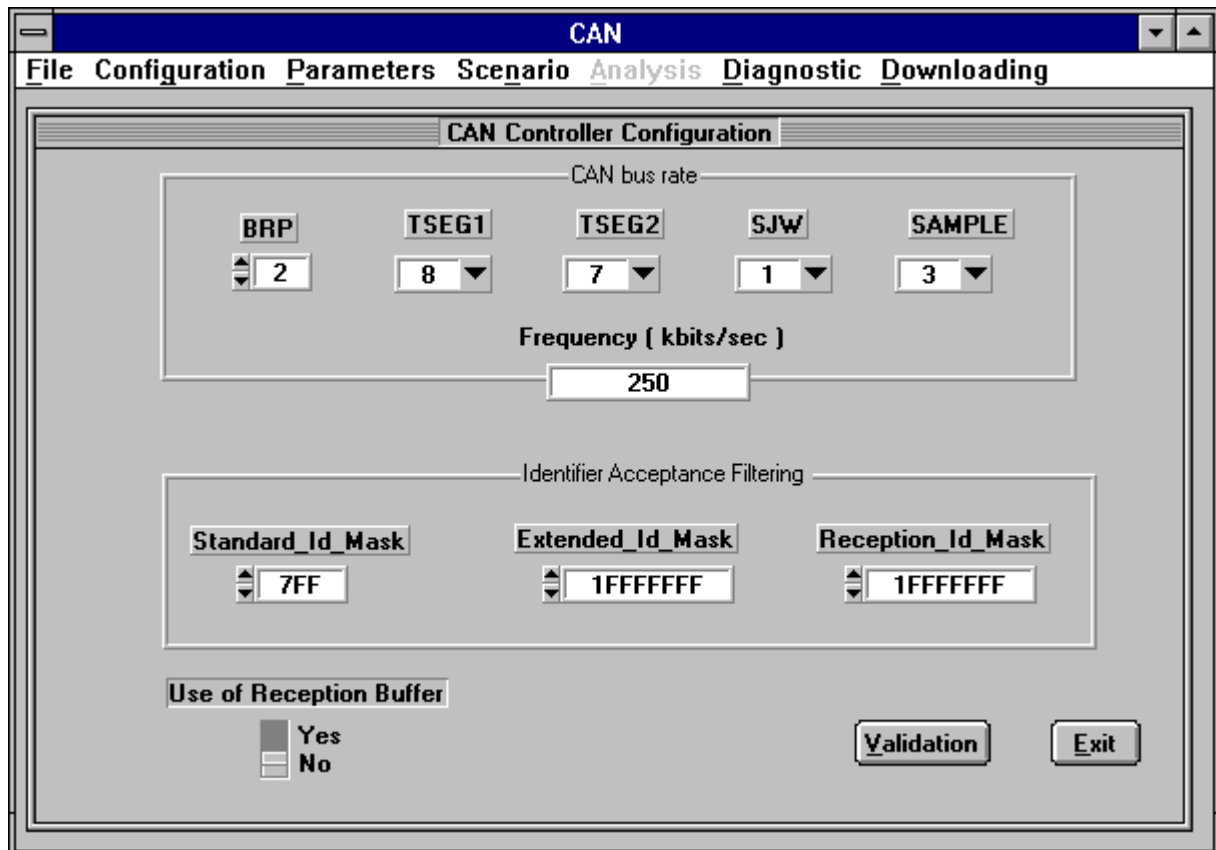 CAN
File Configuration Parameters Scenario Analysis Diagnostic Downloading
CAN Controller Configuration
CAN bus rate
BRP TSEG1 TSEG2 SJW SAMPLE
2 8 7 1 3
Frequency ( kbits/sec )
250
Identifier Acceptance Filtering
Standard_Id_Mask Extended_Id_Mask Reception_Id_Mask
7FF 1FFFFFFF 1FFFFFFF
Use of Reception Buffer
Yes
No
Validation Exit